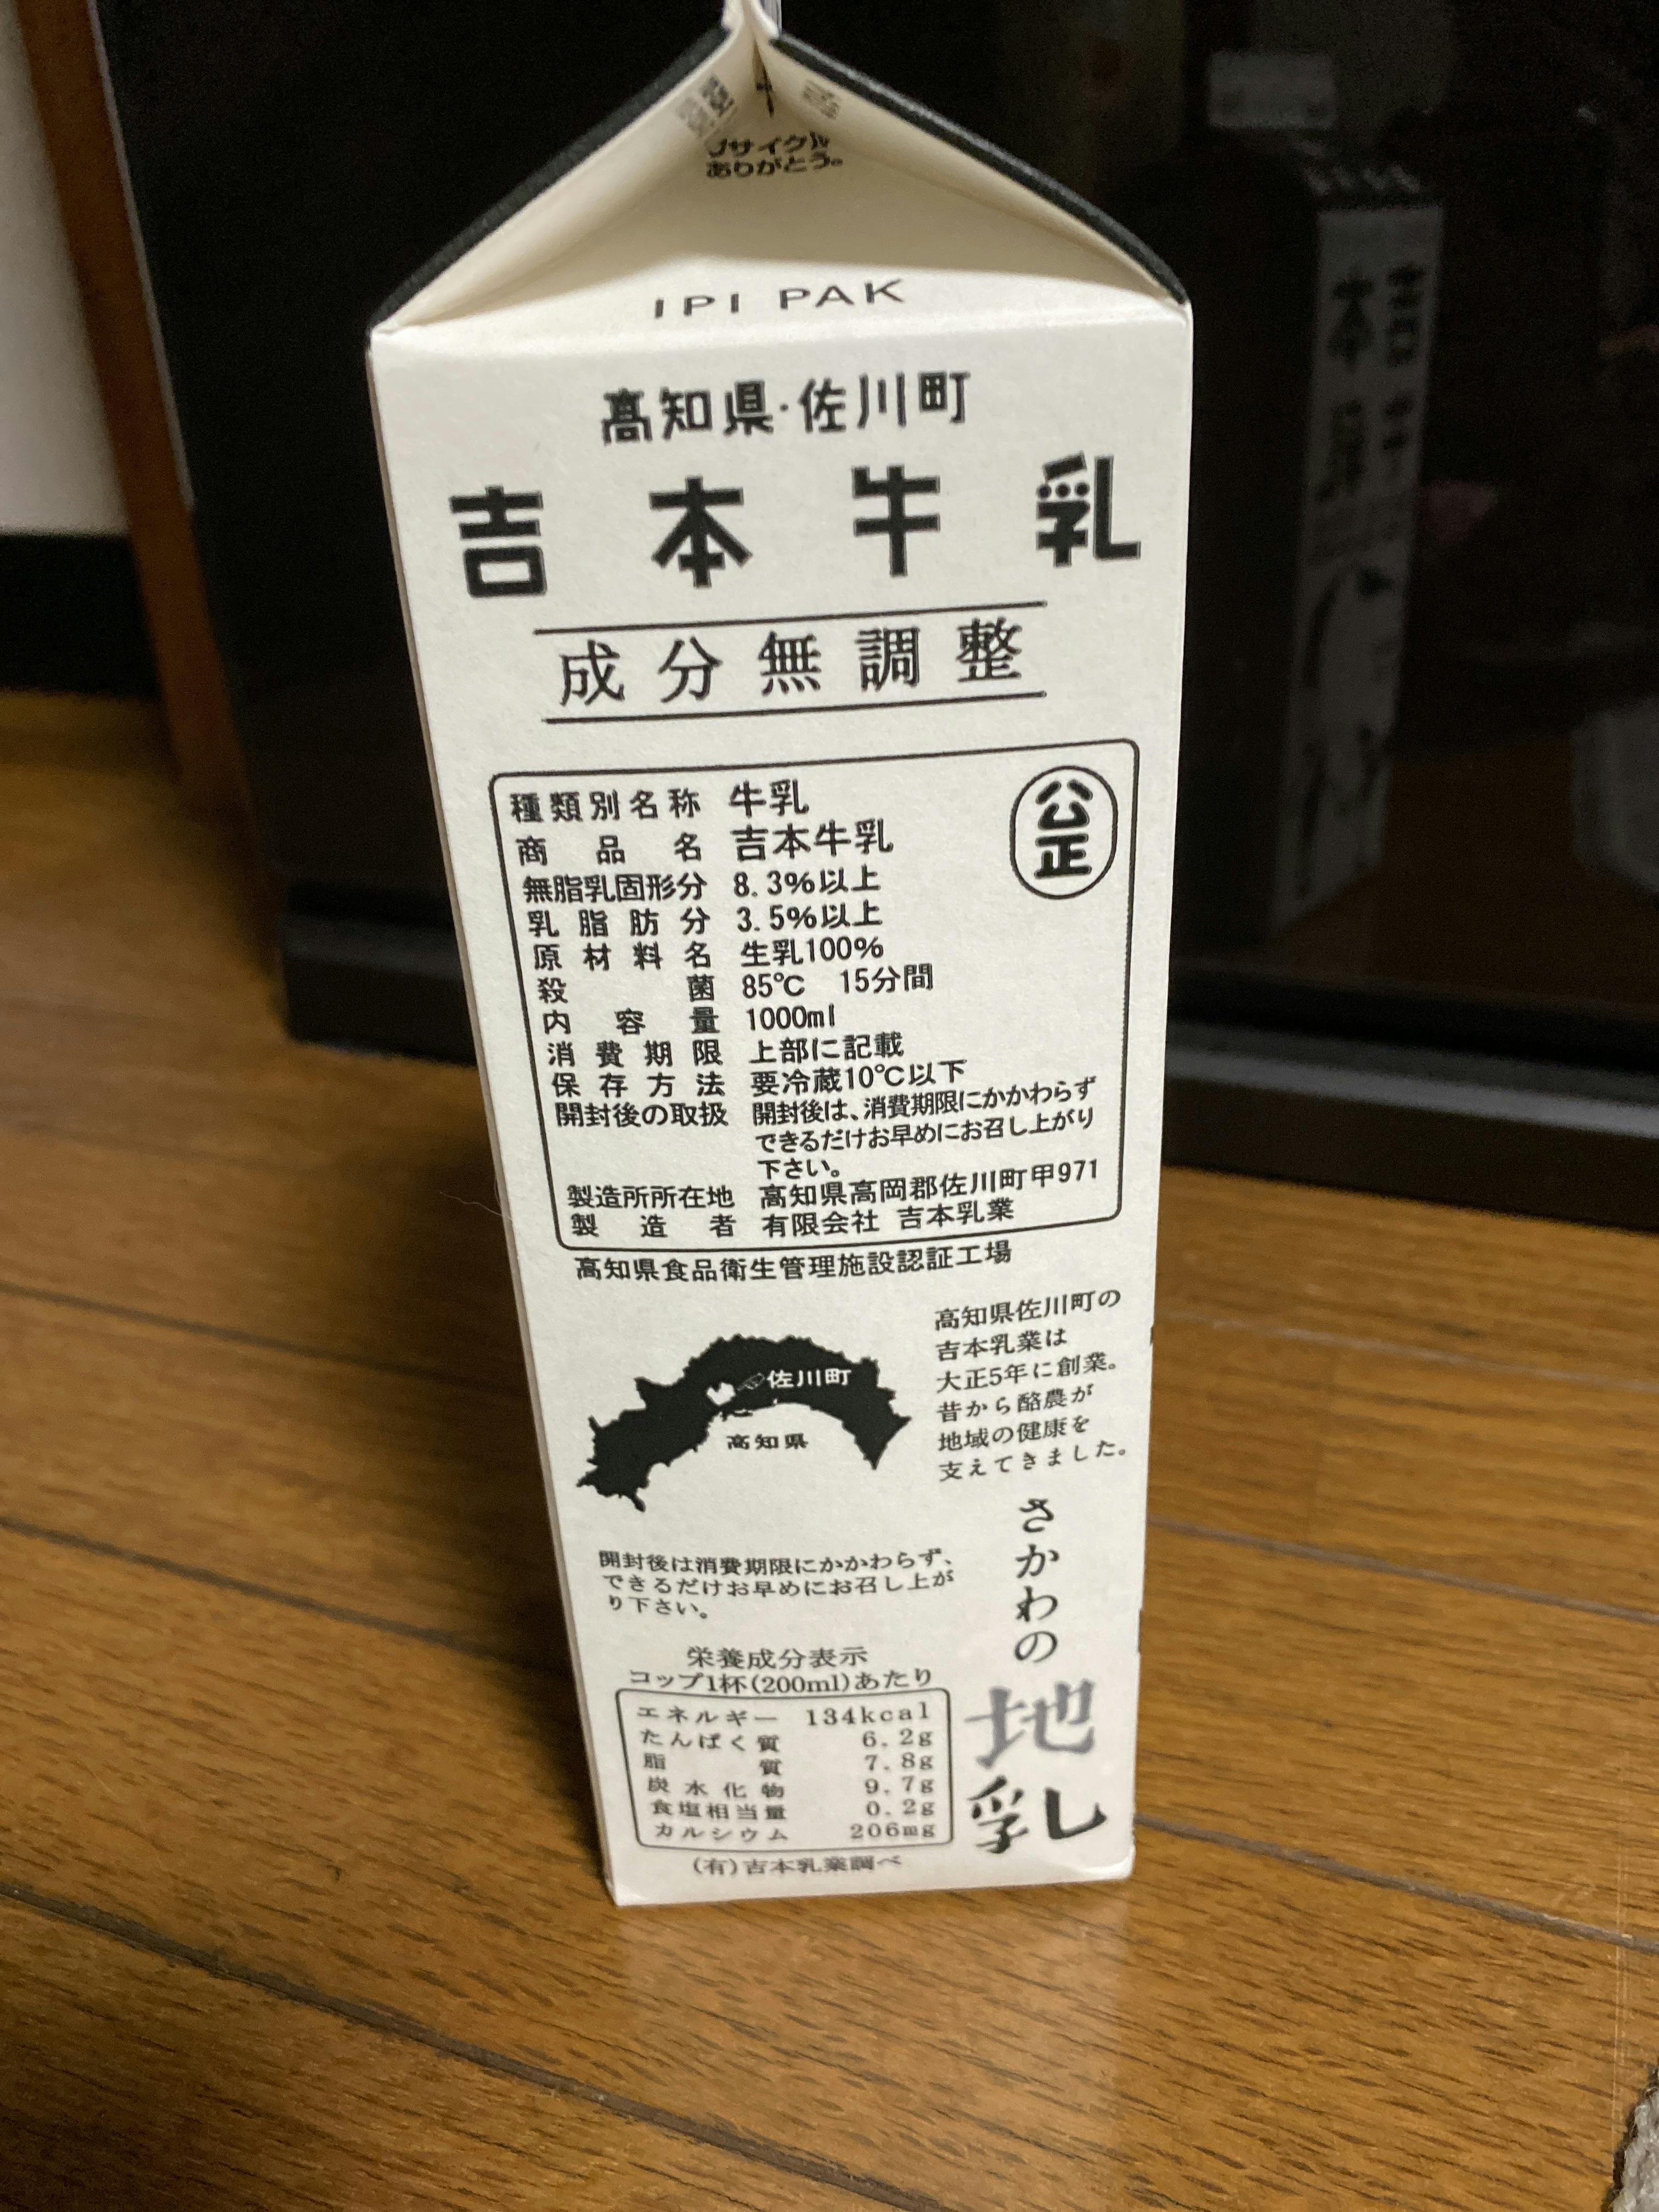 リサイクル
ありがとう。
IPI PAK
高知県・佐川町
吉本牛乳
成分無調整
公正
種類別名称 牛乳
商品名 吉本牛乳
無脂乳固形分 8.3%以上
乳脂肪分 3.5%以上
原材料名 生乳100%
殺菌 85℃ 15分間
内容量 1000ml
消費期限 上部に記載
保存方法 要冷蔵10℃以下
開封後の取扱 開封後は、消費期限にかかわらず
できるだけお早めにお召し上がり
下さい。
製造所所在地 高知県高岡郡佐川町甲971
製造者 有限会社 吉本乳業
高知県食品衛生管理施設認証工場
佐川町
高知県
高知県佐川町の
吉本乳業は
大正5年に創業。
昔から酪農が
地域の健康を
支えてきました。
さかわの
地乳
開封後は消費期限にかかわらず、
できるだけお早めにお召し上が
り下さい。
栄養成分表示
コップ1杯(200ml)あたり
エネルギー 134kcal
たんぱく質 6.2g
脂質 7.8g
炭水化物 9.7g
食塩相当量 0.2g
カルシウム 206mg
(有)吉本乳業調べ